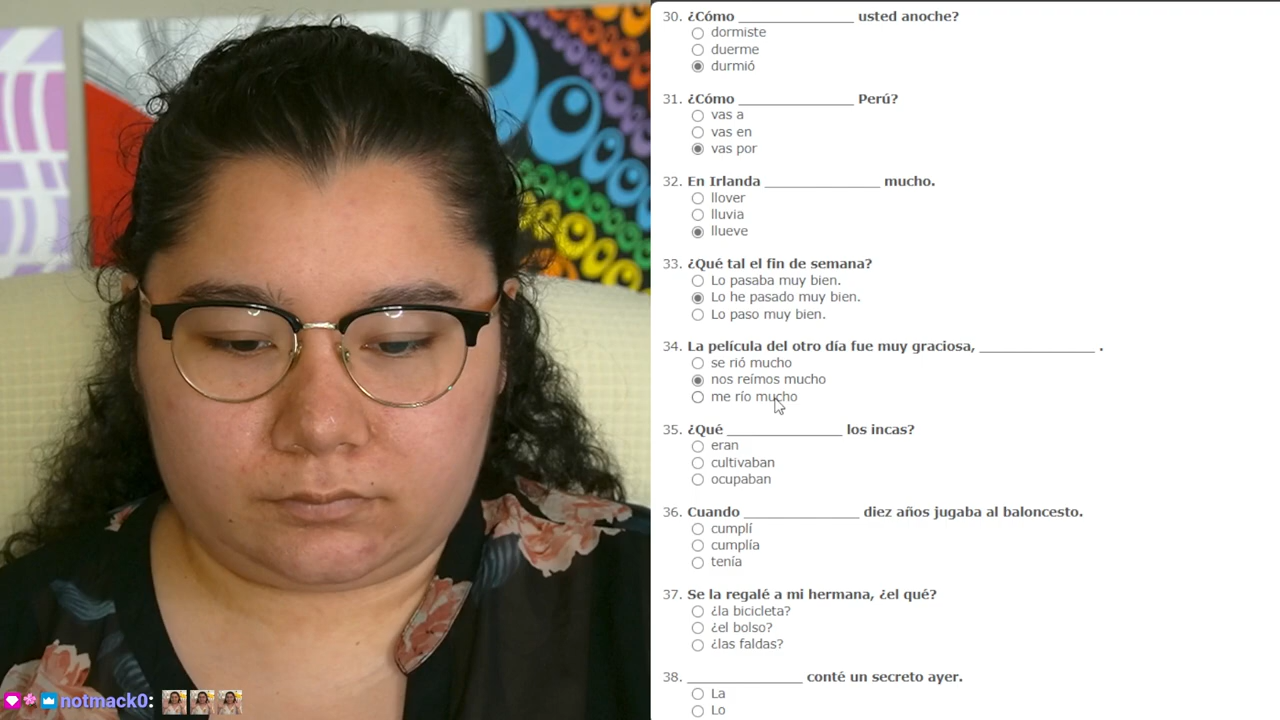 30. ¿Cómo _______________ usted anoche?
dormiste
duerme
durmió
31. ¿Cómo _______________ Perú?
vas a
vas en
vas por
32. En Irlanda _______________ mucho.
llover
lluvia
llueve
33. ¿Qué tal el fin de semana?
Lo pasaba muy bien.
Lo he pasado muy bien.
Lo paso muy bien.
34. La película del otro día fue muy graciosa, _______________ .
se rió mucho
nos reímos mucho
me río mucho
35. ¿Qué _______________ los incas?
eran
cultivaban
ocupaban
36. Cuando _______________ diez años jugaba al baloncesto.
cumplí
cumplía
tenía
37. Se la regalé a mi hermana, ¿el qué?
¿la bicicleta?
¿el bolso?
¿las faldas?
38. _______________ conté un secreto ayer.
La
Lo
notmack0: